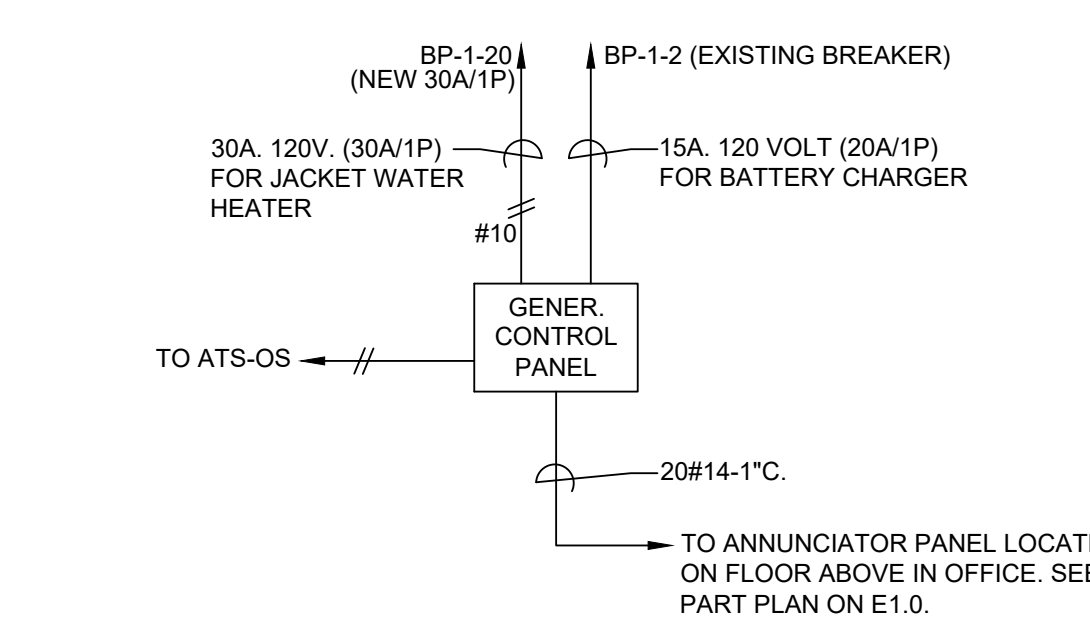 BP-1-20
(NEW 30A/1P)
BP-1-2 (EXISTING BREAKER)
30A. 120V. (30A/1P)
FOR JACKET WATER
HEATER
15A. 120 VOLT (20A/1P)
FOR BATTERY CHARGER
#10
GENER.
CONTROL
PANEL
TO ATS-OS
20#14-1"C.
TO ANNUNCIATOR PANEL
ON FLOOR ABOVE IN OFFICE.
PART PLAN ON E1.0.